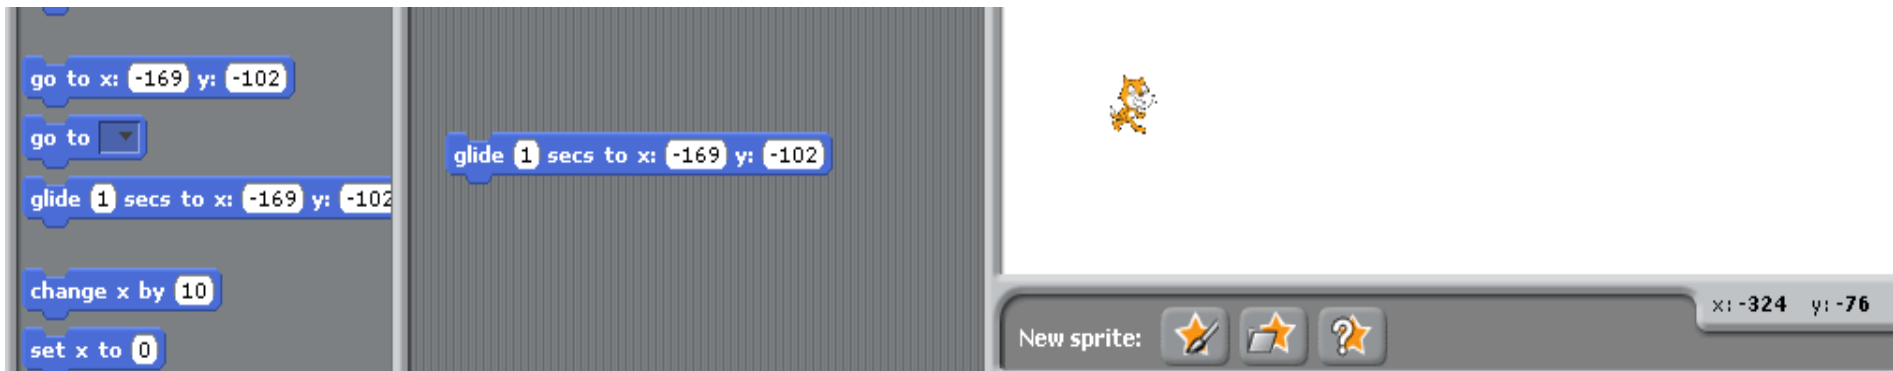 go to x: -169 y: -102
go to
glide 1 secs to x: -169 y: -102
change x by 10
set x to 0
glide 1 secs to x: -169 y: -102
New sprite:
x: -324 y: -76